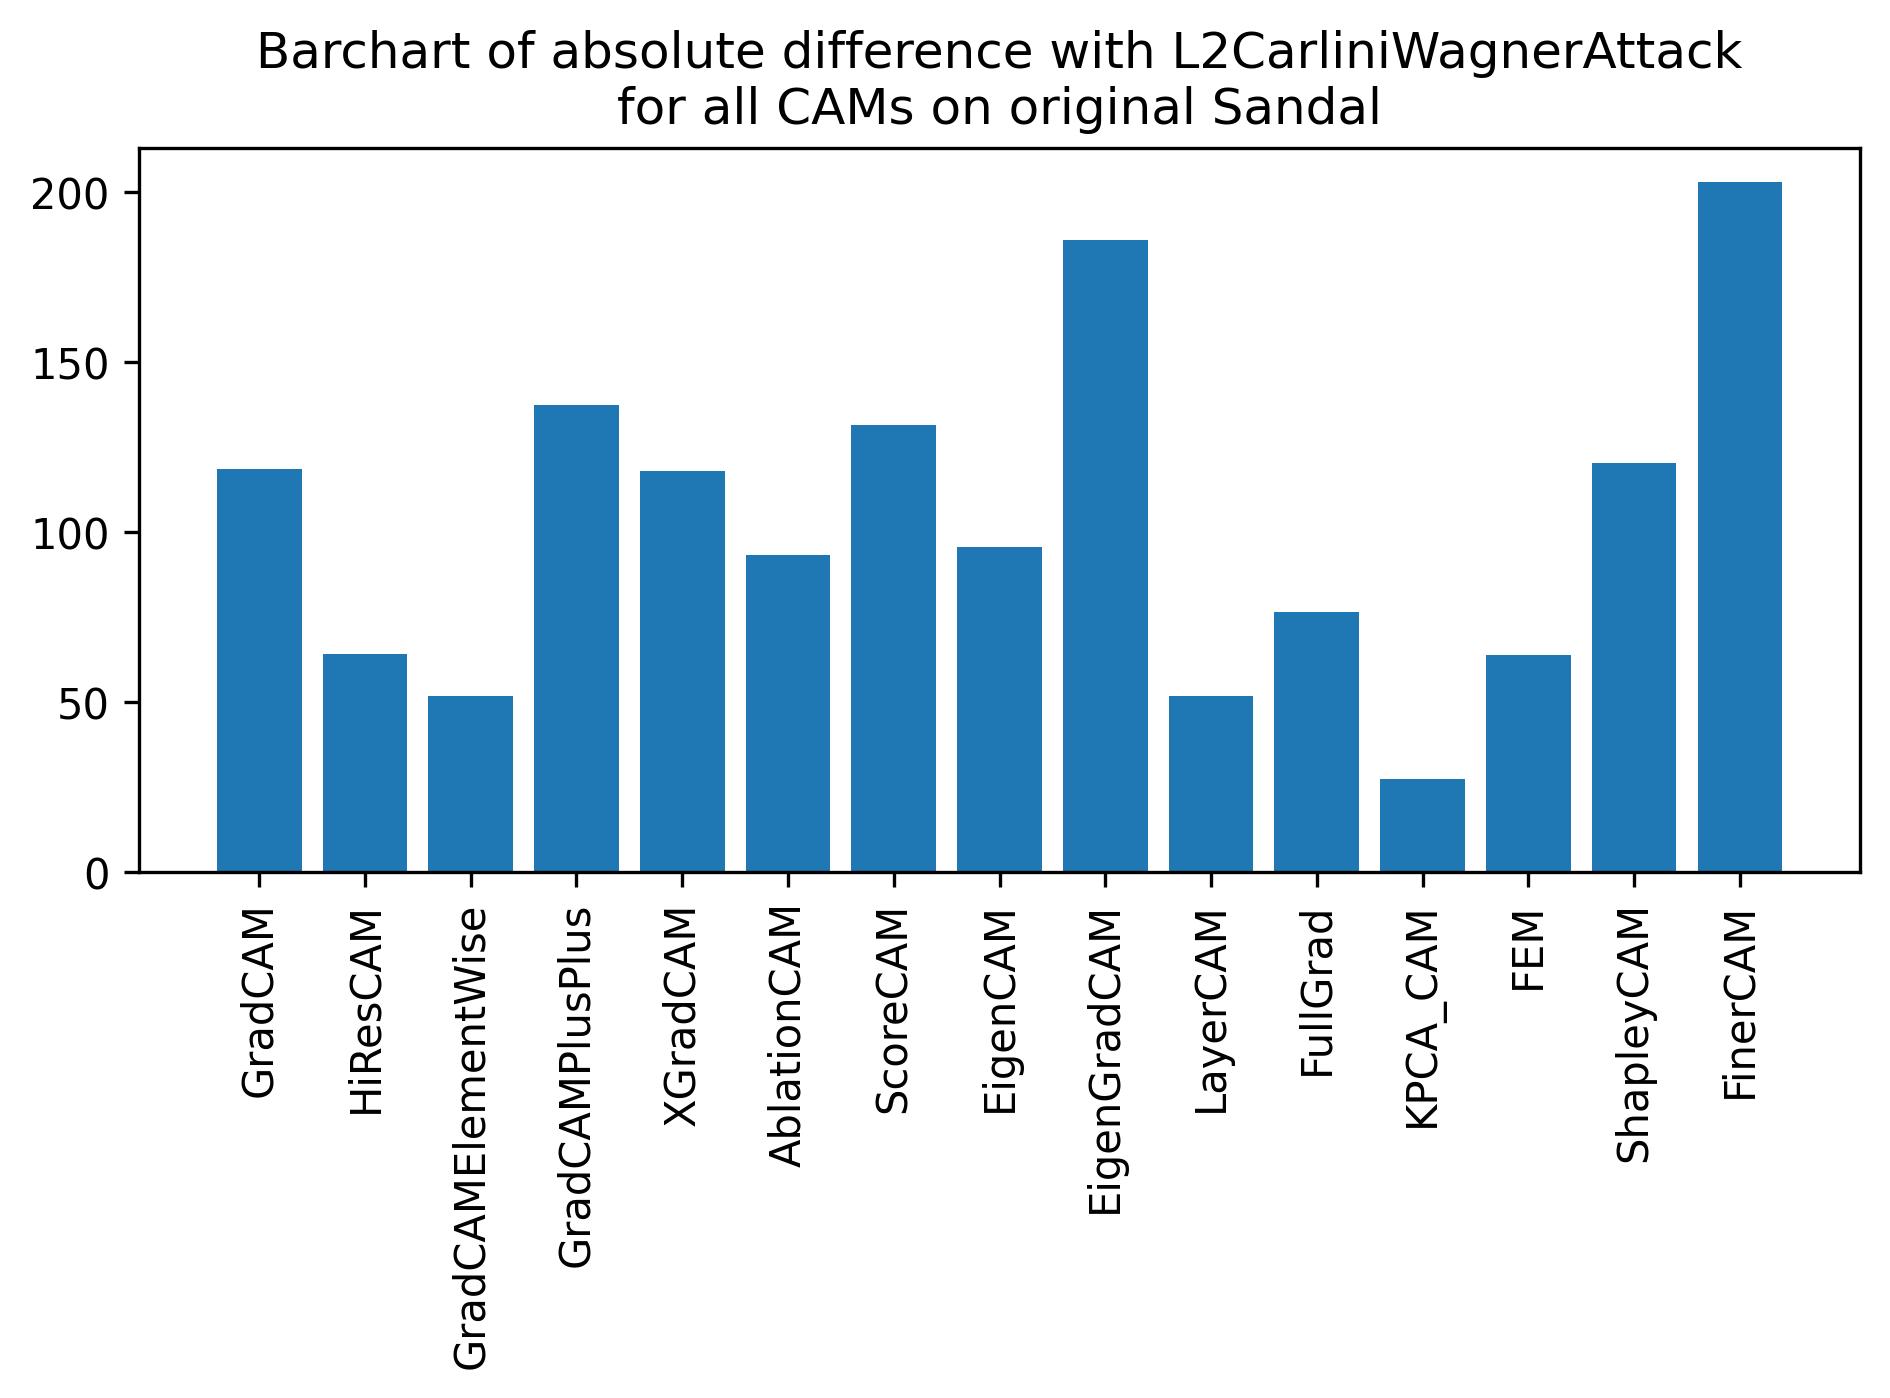 Barchart of absolute difference with L2CarliniWagnerAttack
for all CAMs on original Sandal
200
150
100
50
0
GradCAM
HiResCAM
GradCAMElementWise
GradCAMPlusPlus
XGradCAM
AblationCAM
ScoreCAM
EigenCAM
EigenGradCAM
LayerCAM
FullGrad
KPCA_CAM
FEM
ShapleyCAM
FinerCAM